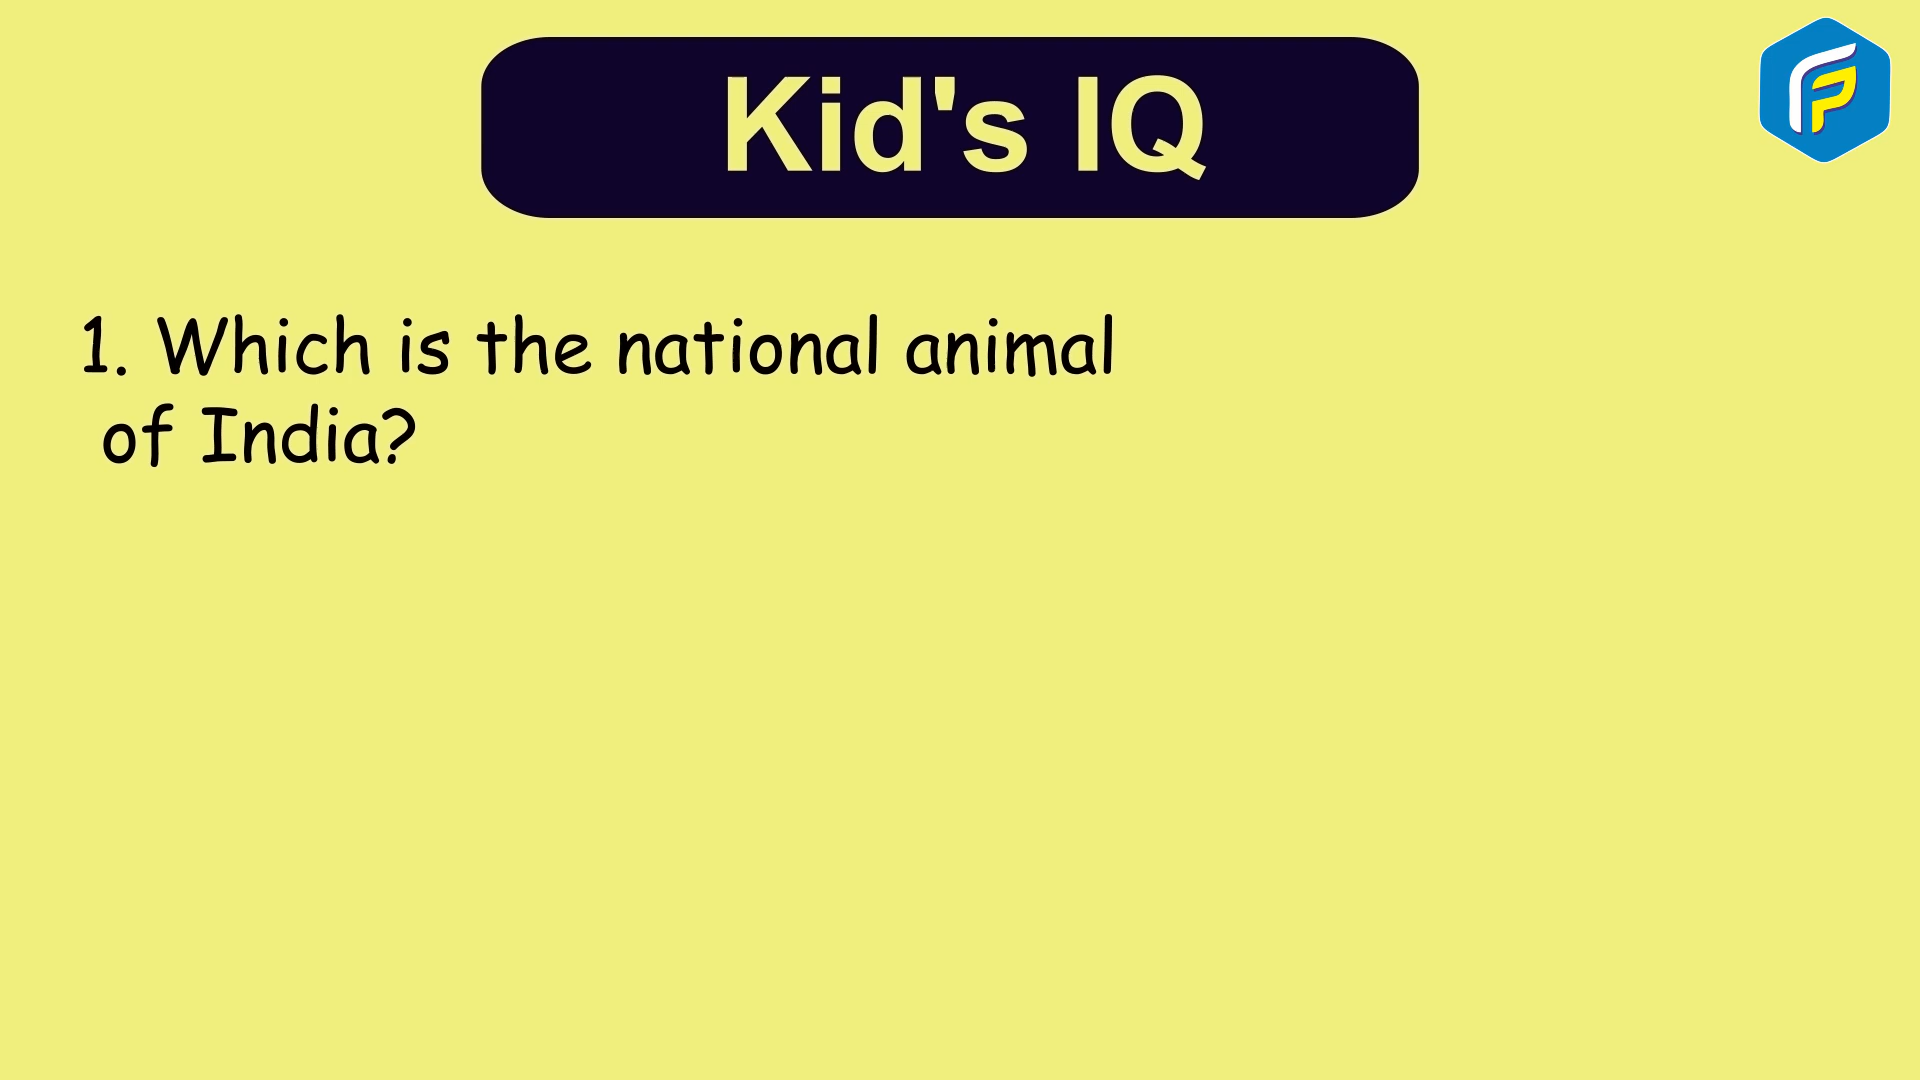 Kid's IQ
1. Which is the national animal
of India?